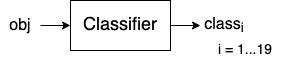 obj Classifier classᵢ
i = 1...19